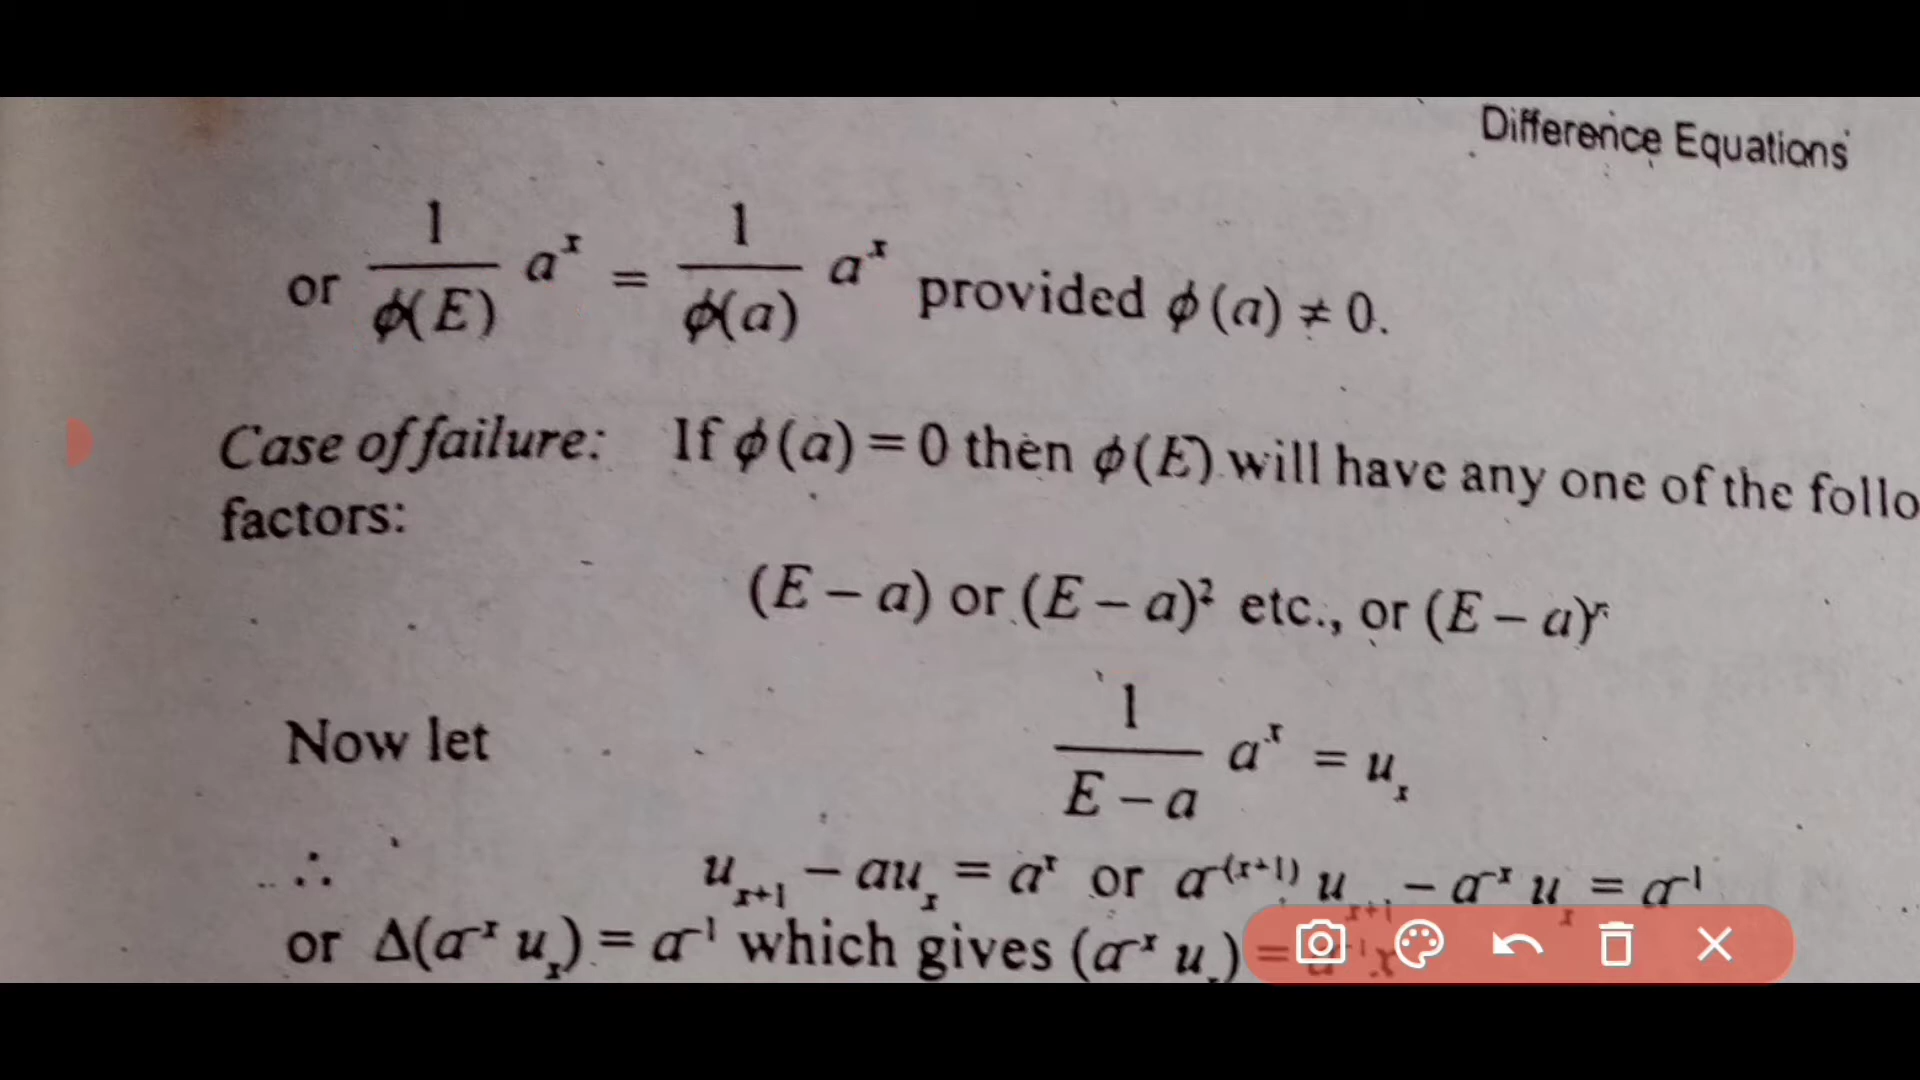 Difference Equations
or 1/ϕ(E) a^x = 1/ϕ(a) a^x provided ϕ(a) ≠ 0.
Case of failure: If ϕ(a) = 0 then ϕ(E) will have any one of the follo
factors:
(E – a) or (E – a)² etc., or (E – a)^r
Now let 1/(E – a) a^x = u_x
∴ u_{x+1} – au_x = a^x or a^{-(x+1)} u_{x+1} – a^{-x} u_x = a^{-1}
or Δ(a^{-x} u_x) = a^{-1} which gives (a^{-x} u_x) = a^{-1}x